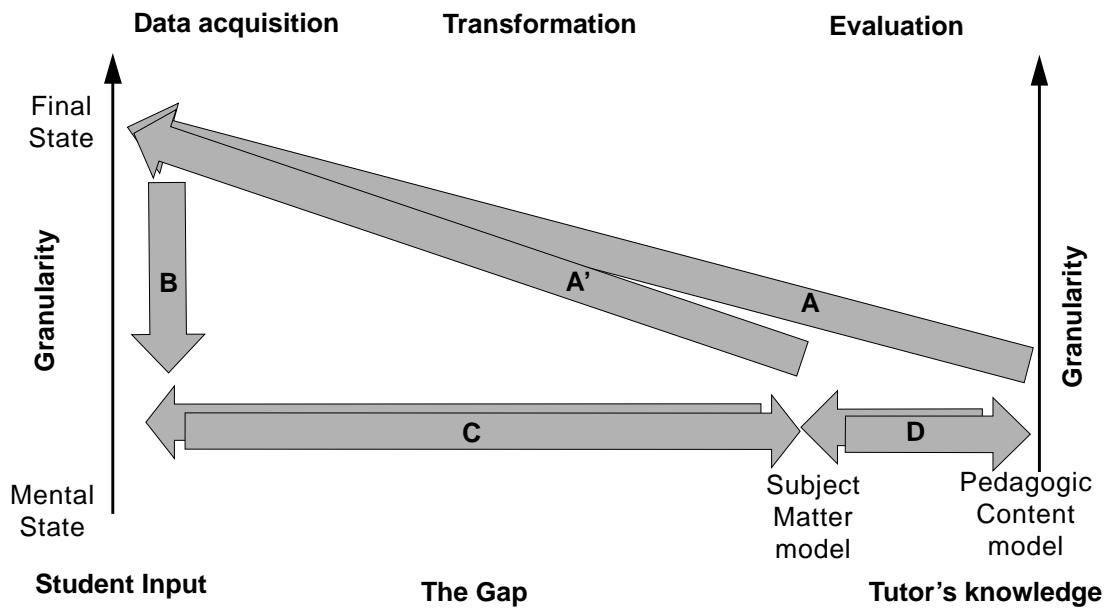 Data acquisition
Transformation
Evaluation
Final
State
Granularity
B
A’
A
Granularity
C
D
Mental
State
Subject
Matter
model
Pedagogic
Content
model
Student Input
The Gap
Tutor’s knowledge